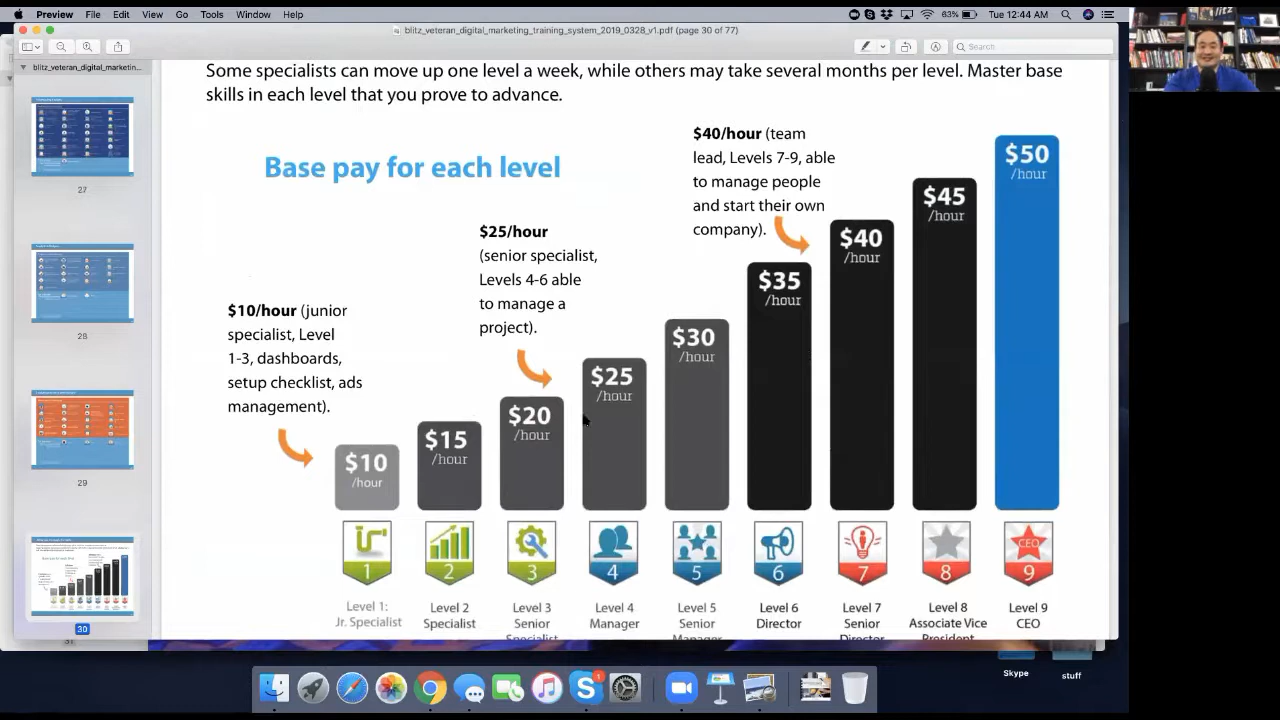 Preview File Edit View Go Tools Window Help
63% Tue 12:44 AM
blitz_veteran_digital_marketing_training_system_2019_0328_v1.pdf (page 30 of 77)
Search
blitz_veteran_digital_marketin...
27
28
29
30
31
Some specialists can move up one level a week, while others may take several months per level. Master base
skills in each level that you prove to advance.
Base pay for each level
$10/hour (junior
specialist, Level
1-3, dashboards,
setup checklist, ads
management).
$25/hour
(senior specialist,
Levels 4-6 able
to manage a
project).
$40/hour (team
lead, Levels 7-9, able
to manage people
and start their own
company).
$10
/hour
$15
/hour
$20
/hour
$25
/hour
$30
/hour
$35
/hour
$40
/hour
$45
/hour
$50
/hour
1
2
3
4
5
6
7
8
CEO
9
Level 1:
Jr. Specialist
Level 2
Specialist
Level 3
Senior
Specialist
Level 4
Manager
Level 5
Senior
Manager
Level 6
Director
Level 7
Senior
Director
Level 8
Associate Vice
President
Level 9
CEO
Skype
stuff
1